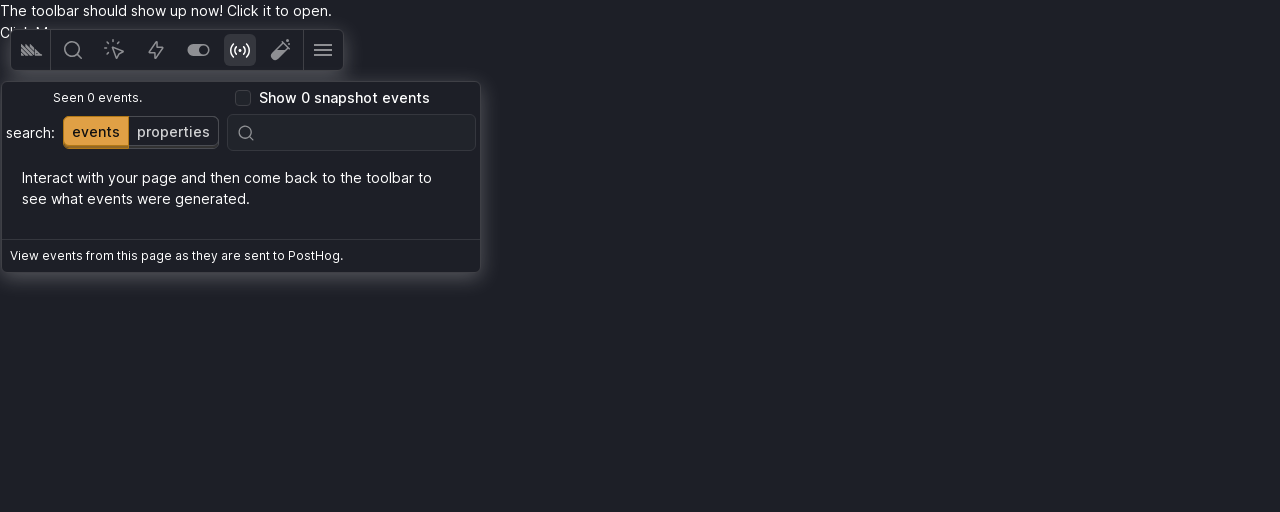 The toolbar should show up now! Click it to open.
Seen 0 events.
Show 0 snapshot events
search:
events
properties
Interact with your page and then come back to the toolbar to
see what events were generated.
View events from this page as they are sent to PostHog.